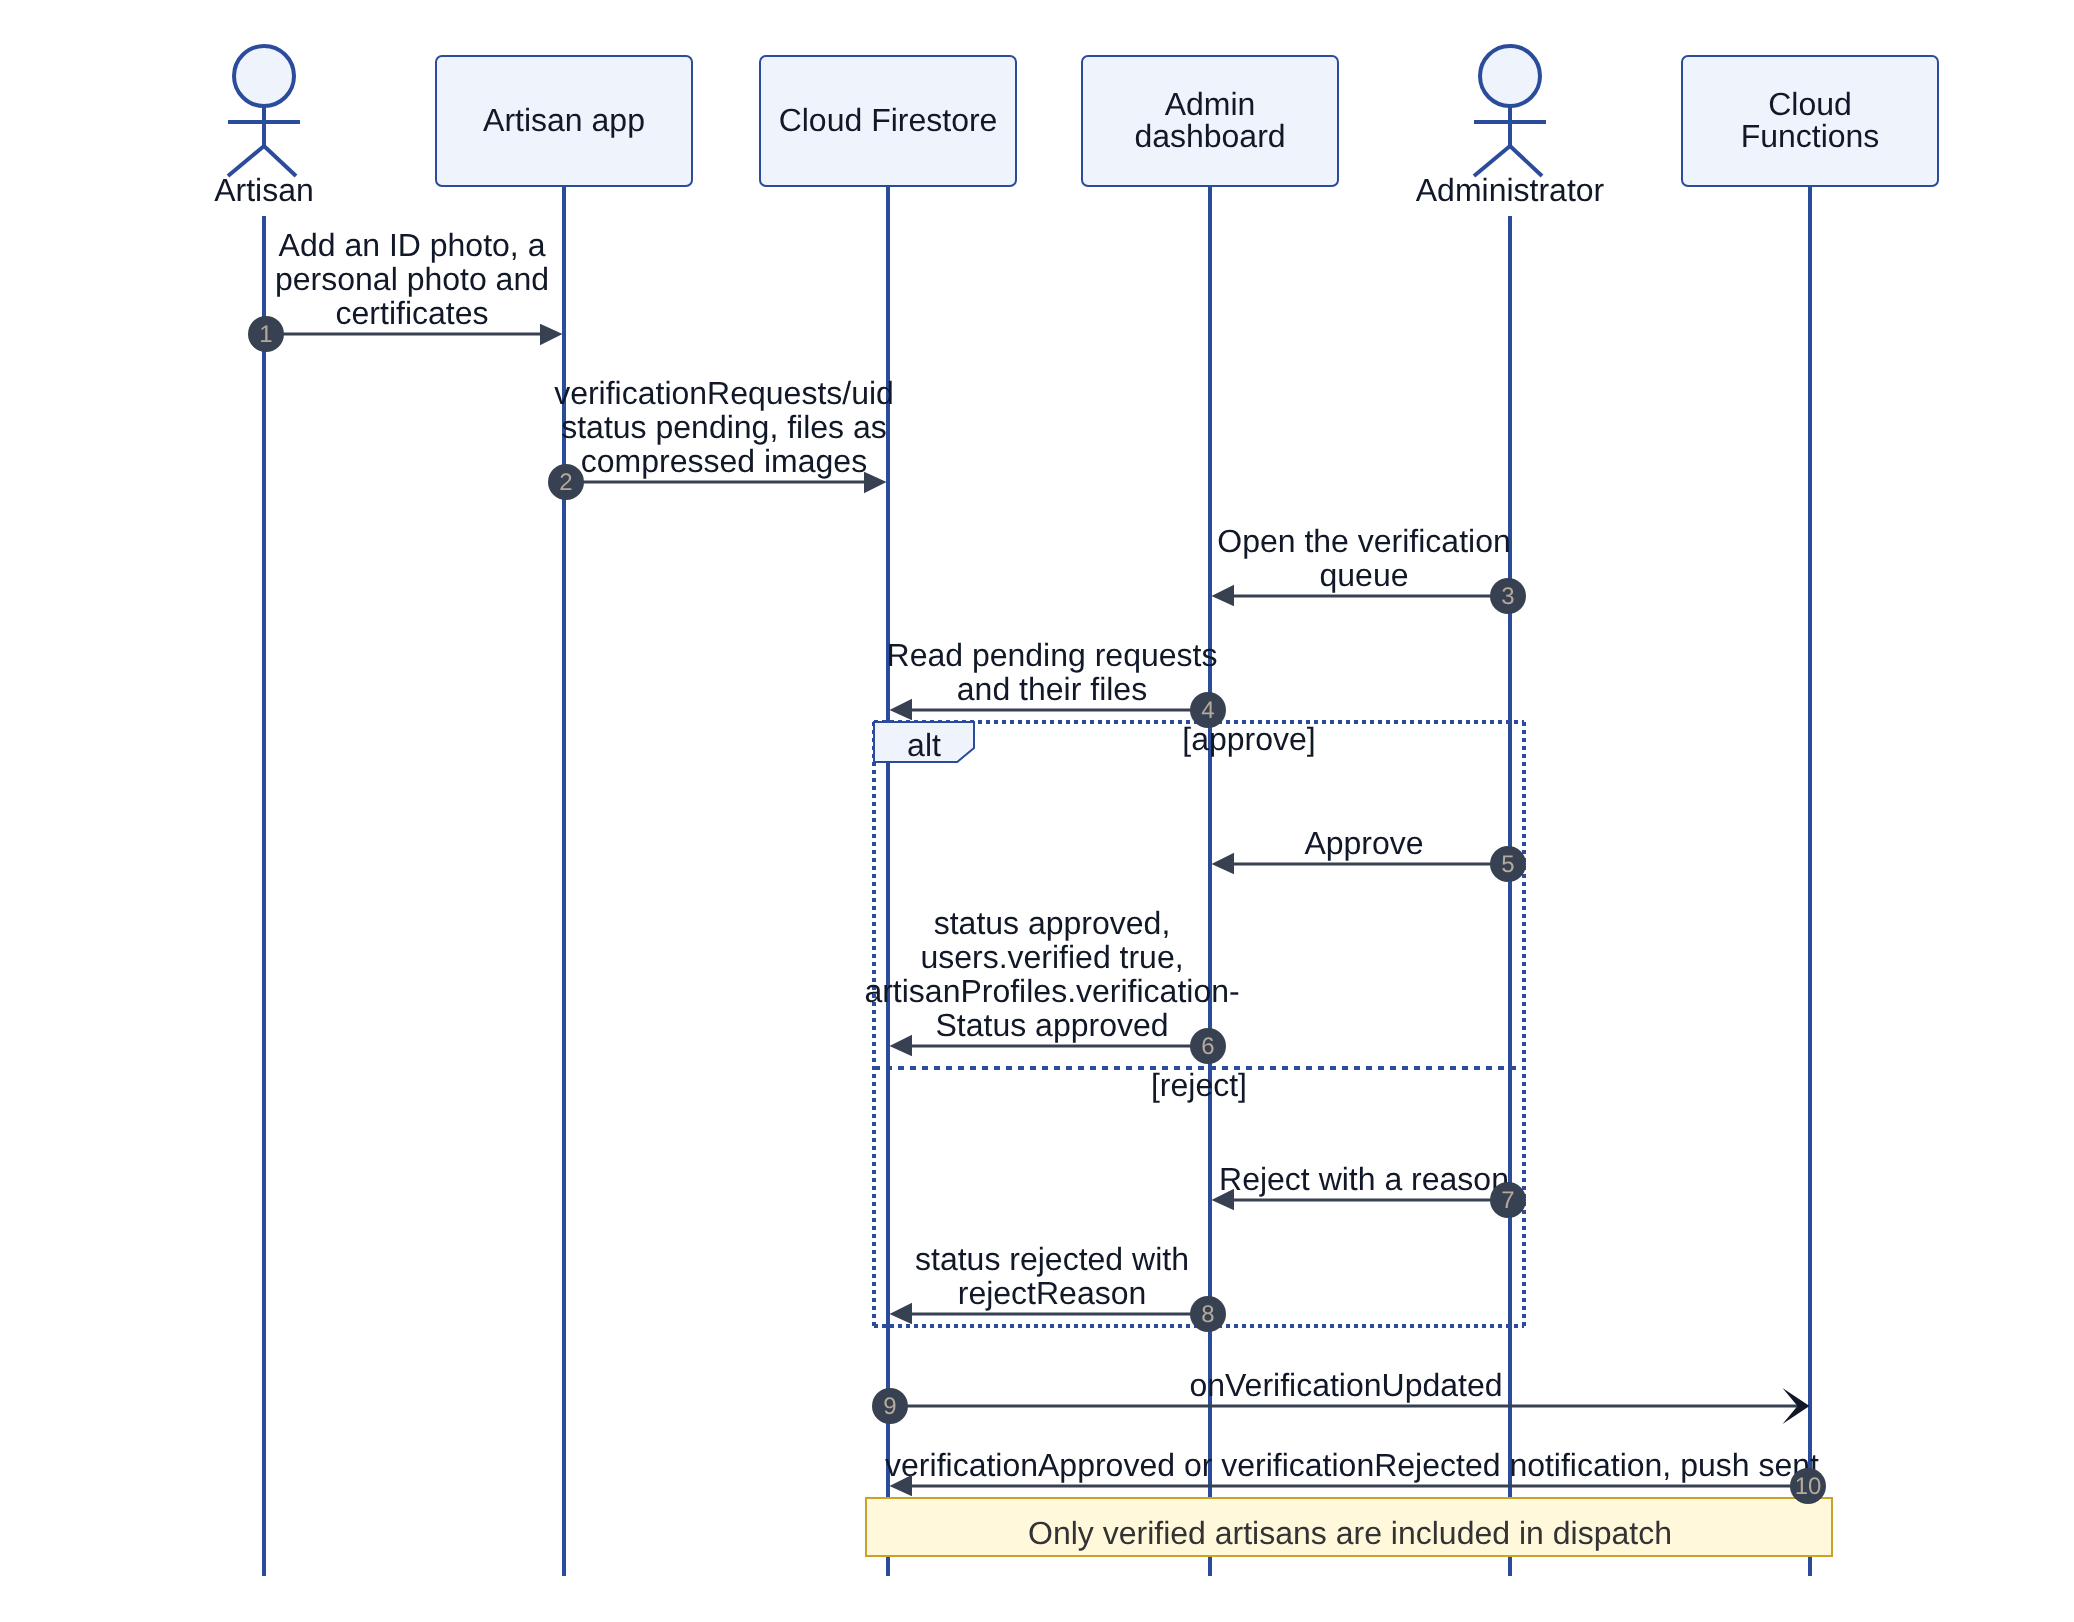 Artisan
Artisan app
Cloud Firestore
Admin
dashboard
Administrator
Cloud
Functions
Add an ID photo, a
personal photo and
certificates
1
verificationRequests/uid
status pending, files as
compressed images
2
Open the verification
queue
3
Read pending requests
and their files
4
alt
[approve]
Approve
5
status approved,
users.verified true,
artisanProfiles.verification-
Status approved
6
[reject]
Reject with a reason
7
status rejected with
rejectReason
8
onVerificationUpdated
9
verificationApproved or verificationRejected notification, push sent
10
Only verified artisans are included in dispatch